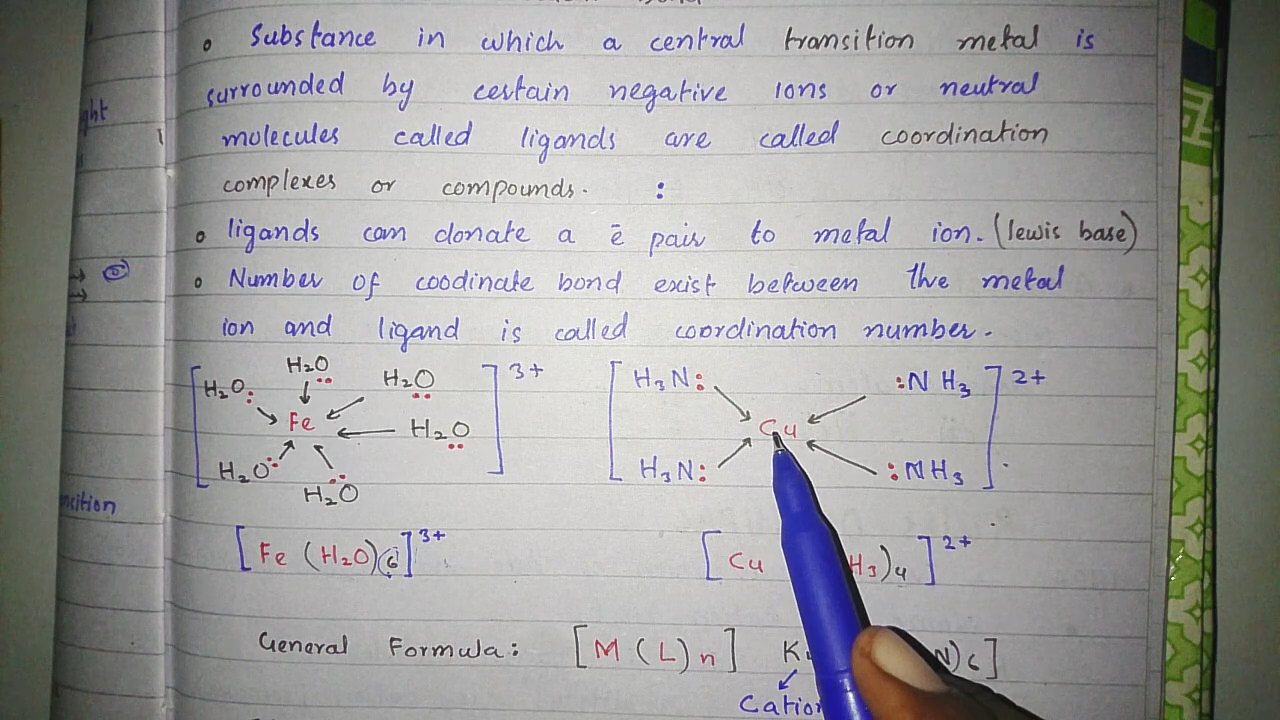 • Substance in which a central transition metal is
surrounded by certain negative ions or neutral
molecules called ligands are called coordination
complexes or compounds. :
• ligands can donate a ē pair to metal ion. (lewis base)
• Number of coodinate bond exist between the metal
ion and ligand is called coordination number.
[H₂O: H₂O H₂O Fe H₂O H₂O H₂O]³⁺
[H₃N: :NH₃ Cu H₃N: :NH₃]²⁺
[Fe (H₂O)₆]³⁺ [Cu H₃)₄]²⁺
General Formula: [M (L) n] K N)₆]
Cation
ght